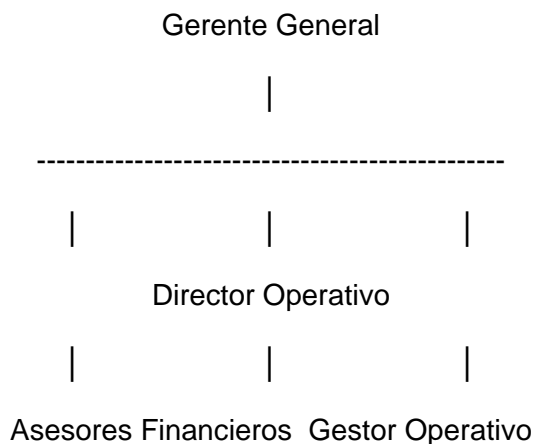 Gerente General
|
------------------------------------------------
| | |
Director Operativo
| | |
Asesores Financieros Gestor Operativo